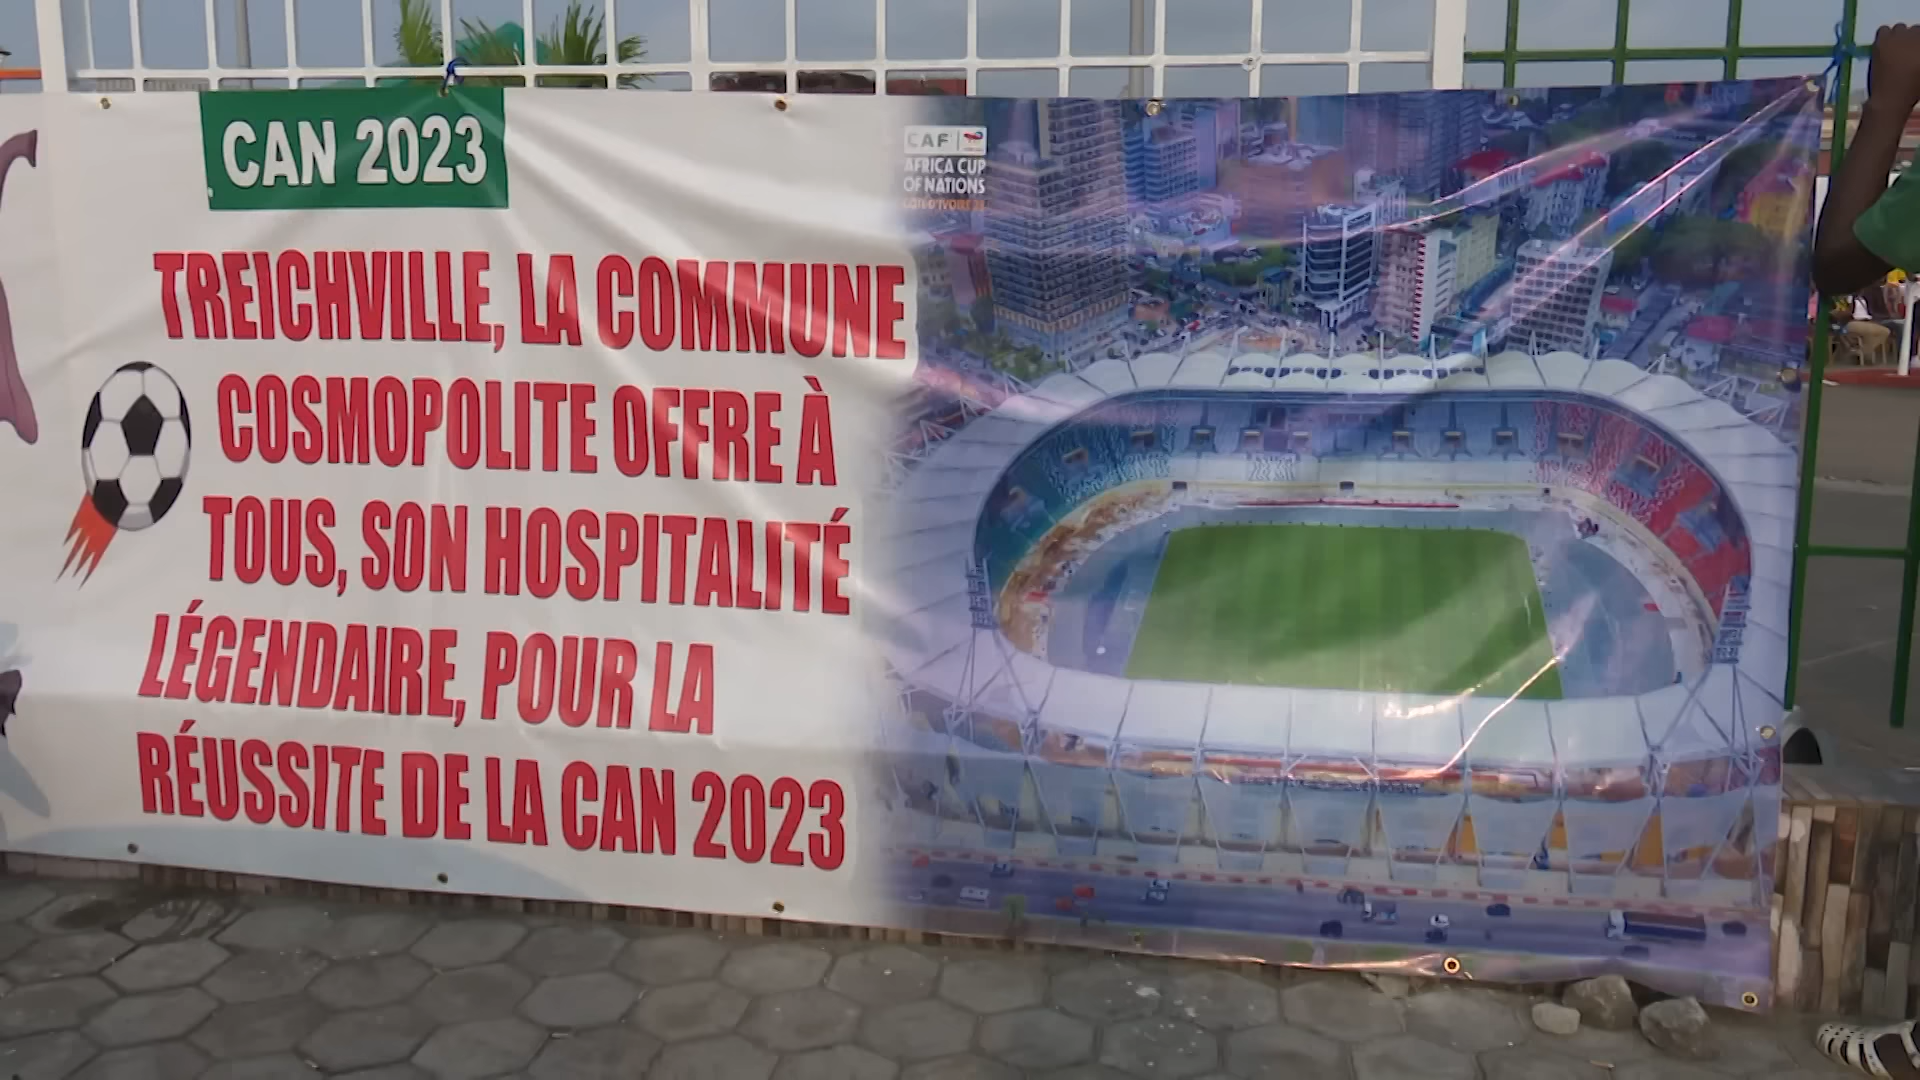 CAN 2023
TREICHVILLE, LA COMMUNE
COSMOPOLITE OFFRE À
TOUS, SON HOSPITALITÉ
LÉGENDAIRE, POUR LA
RÉUSSITE DE LA CAN 2023
CAF
AFRICA CUP
OF NATIONS